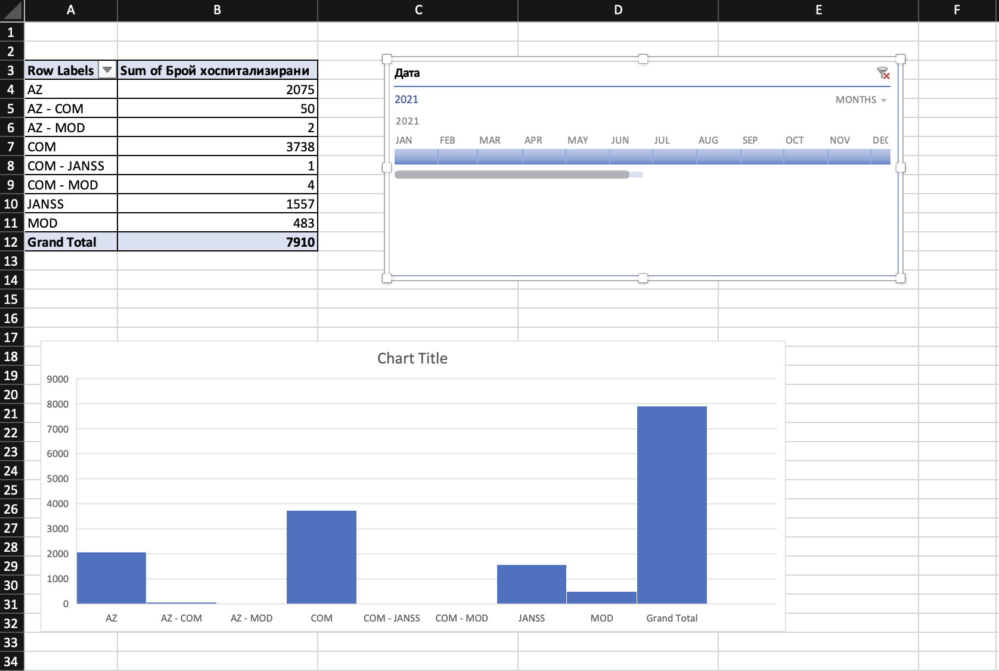 A B C D E F
1
2
3 Row Labels Sum of Брой хоспитализирани
4 AZ 2075
5 AZ - COM 50
6 AZ - MOD 2
7 COM 3738
8 COM - JANSS 1
9 COM - MOD 4
10 JANSS 1557
11 MOD 483
12 Grand Total 7910
13
14
15
16
17
18
19
20
21
22
23
24
25
26
27
28
29
30
31
32
33
34
Дата
2021 MONTHS
2021
JAN FEB MAR APR MAY JUN JUL AUG SEP OCT NOV DEC
Chart Title
9000
8000
7000
6000
5000
4000
3000
2000
1000
0
AZ AZ - COM AZ - MOD COM COM - JANSS COM - MOD JANSS MOD Grand Total